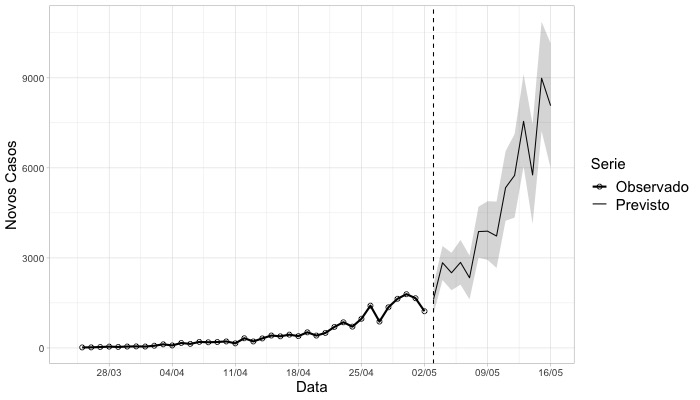 9000
6000
3000
0
Novos Casos
28/03 04/04 11/04 18/04 25/04 02/05 09/05 16/05
Data
Serie
Observado
Previsto